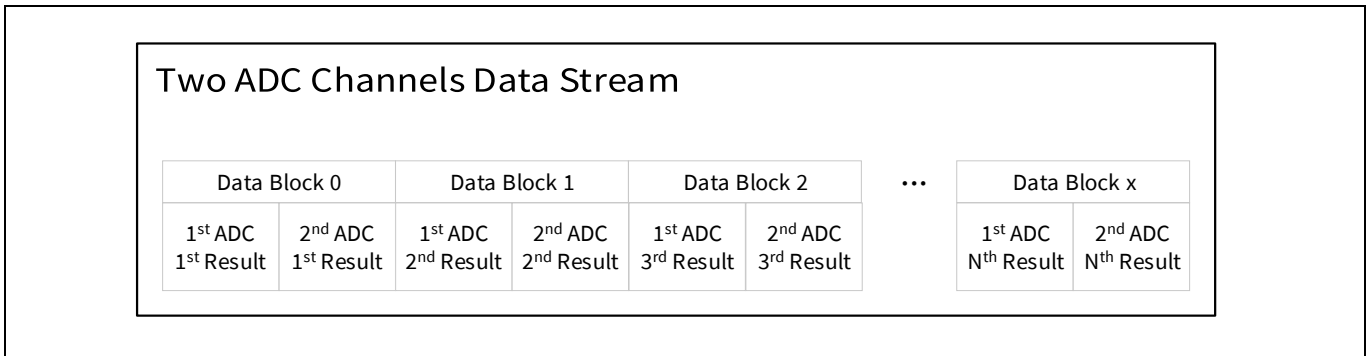 Two ADC Channels Data Stream
Data Block 0 Data Block 1 Data Block 2 ... Data Block x
1st ADC 2nd ADC 1st ADC 2nd ADC 1st ADC 2nd ADC 1st ADC 2nd ADC
1st Result 1st Result 2nd Result 2nd Result 3rd Result 3rd Result Nth Result Nth Result